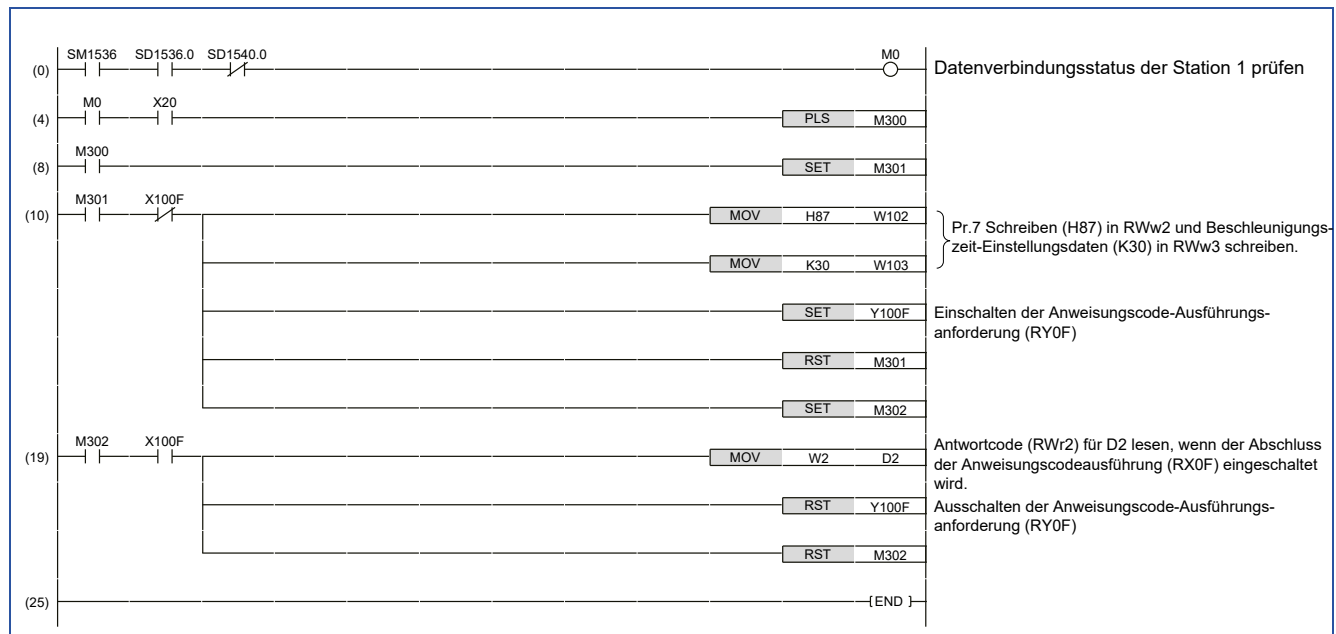 SM1536 SD1536.0 SD1540.0 M0
(0) Datenverbindungsstatus der Station 1 prüfen
M0 X20
(4) PLS M300
M300
(8) SET M301
M301 X100F
(10) MOV H87 W102
Pr.7 Schreiben (H87) in RWw2 und Beschleunigungs-
zeit-Einstellungsdaten (K30) in RWw3 schreiben.
MOV K30 W103
SET Y100F Einschalten der Anweisungscode-Ausführungs-
anforderung (RY0F)
RST M301
SET M302
M302 X100F
(19) MOV W2 D2
Antwortcode (RWr2) für D2 lesen, wenn der Abschluss
der Anweisungscodeausführung (RX0F) eingeschaltet
wird.
RST Y100F Ausschalten der Anweisungscode-Ausführungs-
anforderung (RY0F)
RST M302
(25) END